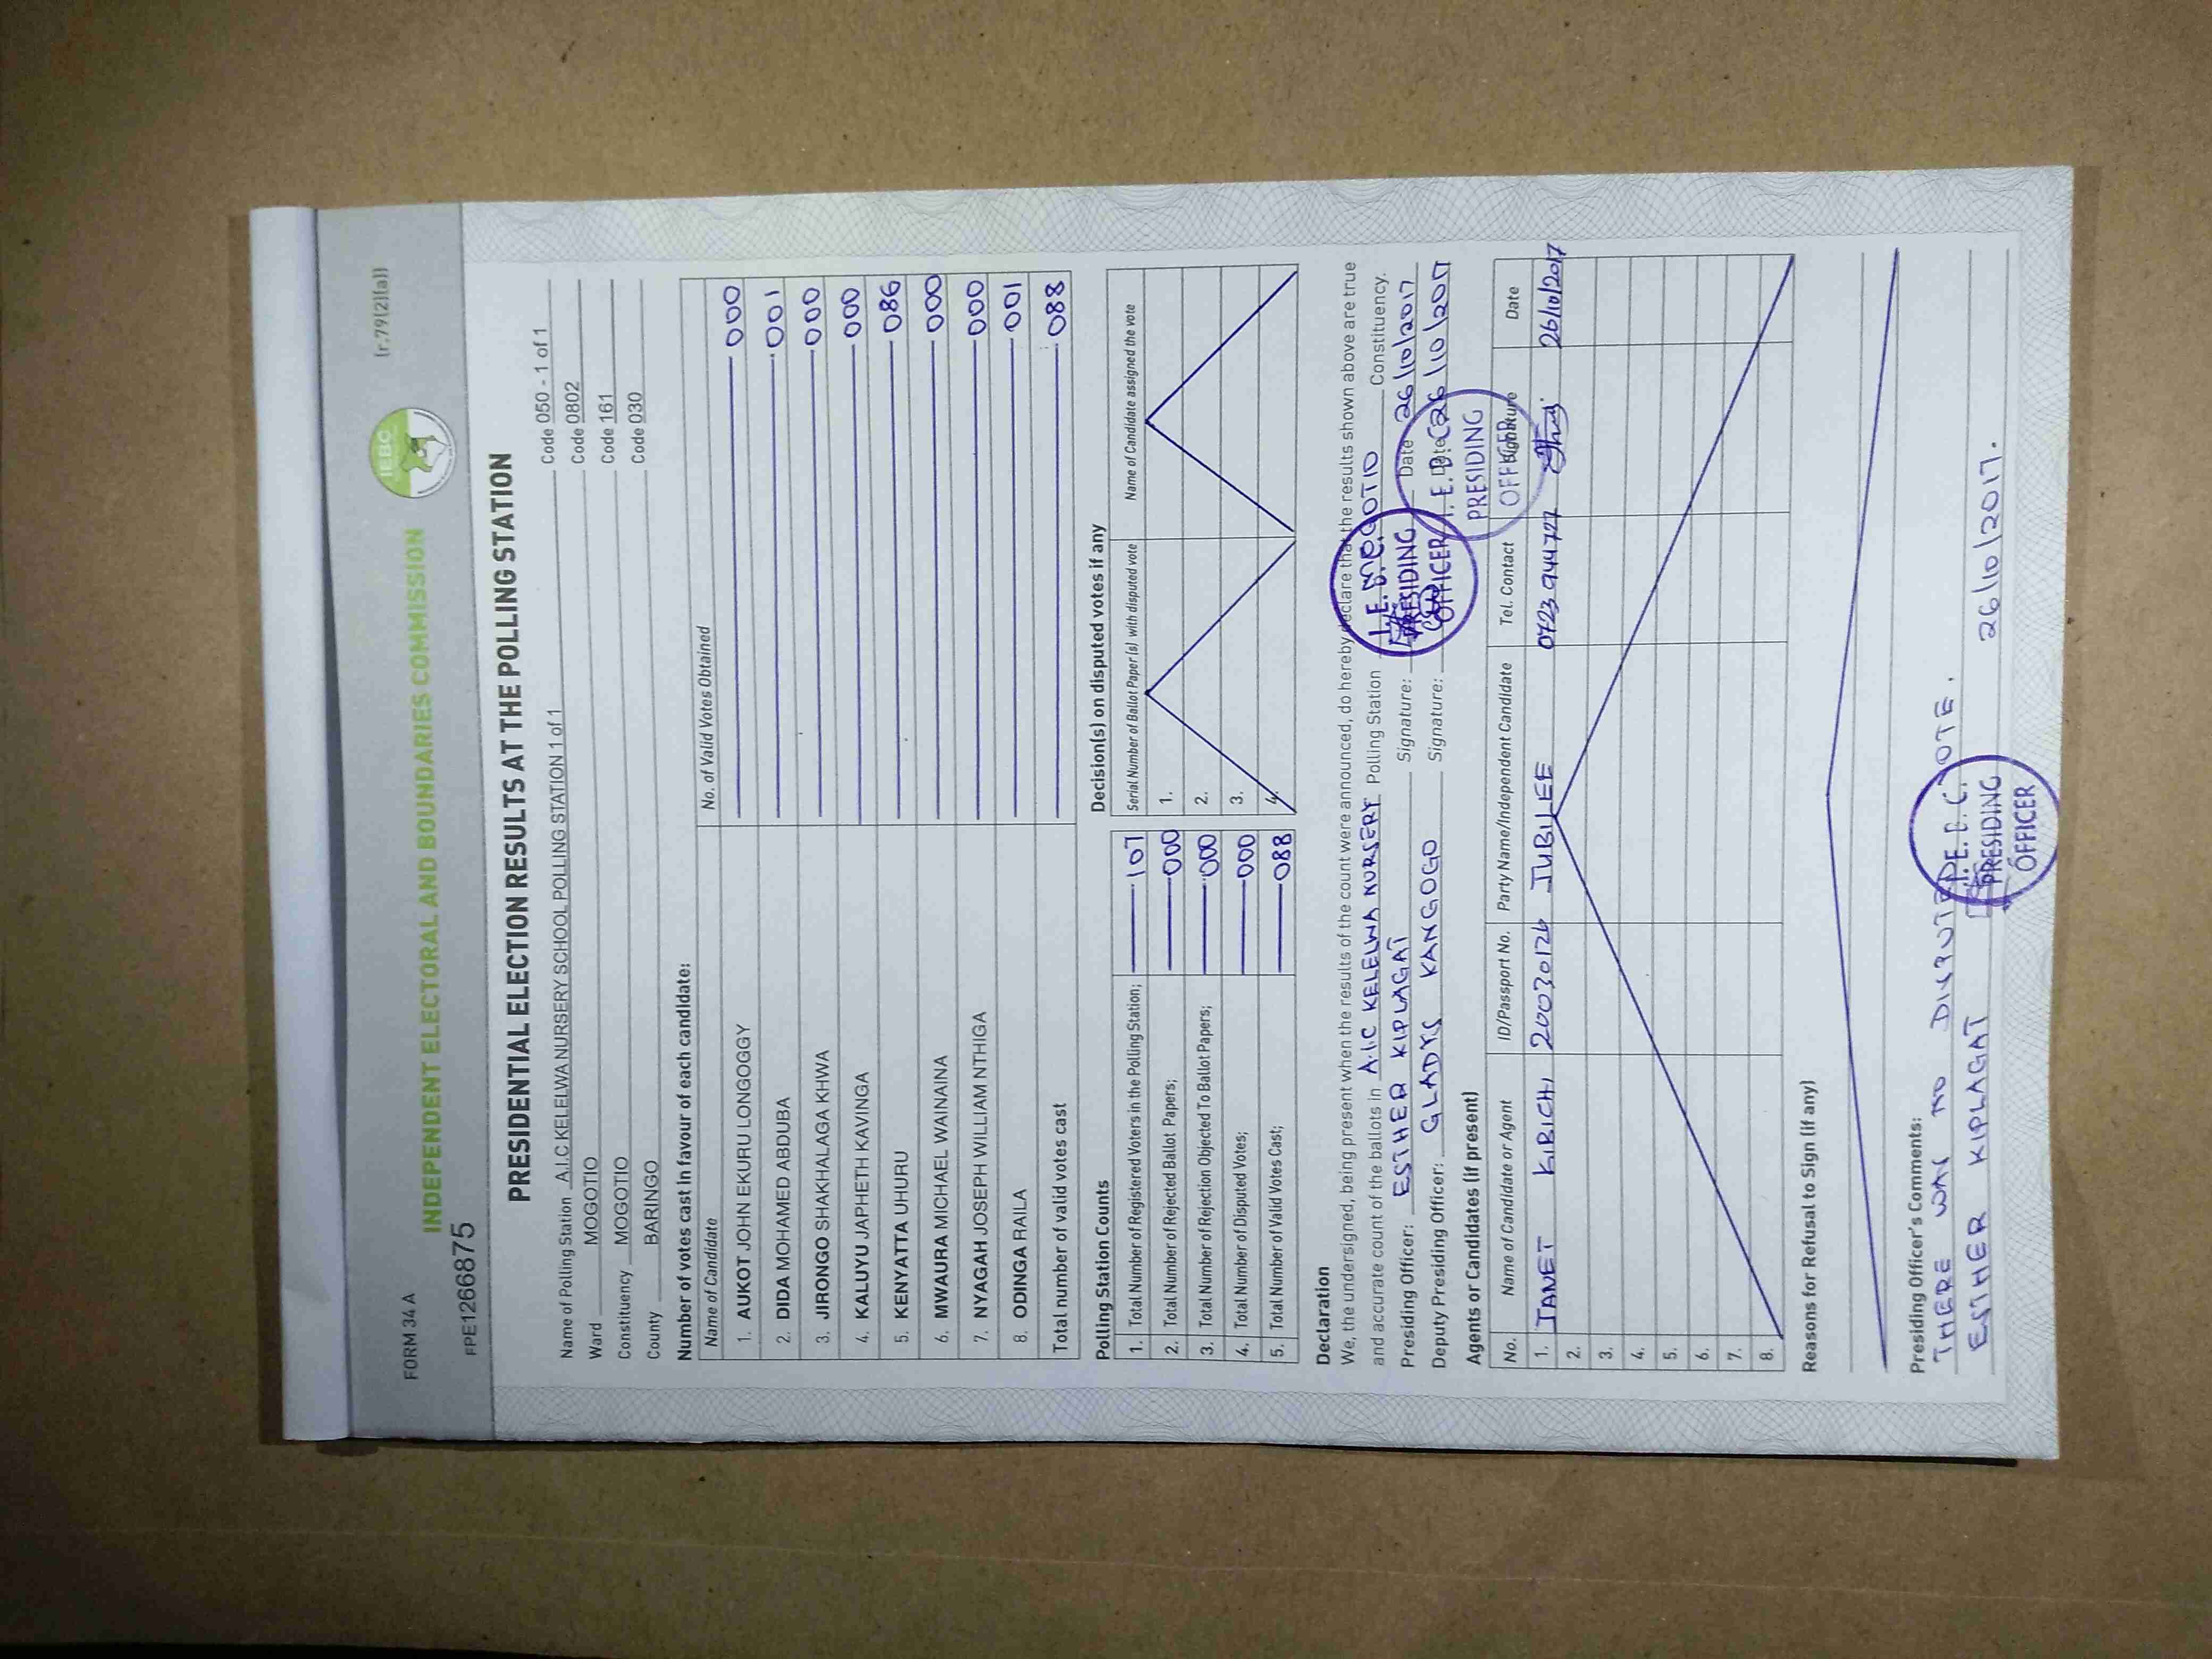 FORM 34 A
(r.79(2)(a))
IEBC
INDEPENDENT ELECTORAL AND BOUNDARIES COMMISSION
FPE1266875
PRESIDENTIAL ELECTION RESULTS AT THE POLLING STATION
Name of Polling Station A.I.C KELELWA NURSERY SCHOOL POLLING STATION 1 of 1 Code 050 - 1 of 1
Ward MOGOTIO Code 0802
Constituency MOGOTIO Code 161
County BARINGO Code 030
Number of votes cast in favour of each candidate:
Name of Candidate No. of Valid Votes Obtained
1. AUKOT JOHN EKURU LONGOGGY 000
2. DIDA MOHAMED ABDUBA 001
3. JIRONGO SHAKHALAGA KHWA 000
4. KALUYU JAPHETH KAVINGA 000
5. KENYATTA UHURU 086
6. MWAURA MICHAEL WAINAINA 000
7. NYAGAH JOSEPH WILLIAM NTHIGA 000
8. ODINGA RAILA 001
Total number of valid votes cast 088
Polling Station Counts
1. Total Number of Registered Voters in the Polling Station; 107
2. Total Number of Rejected Ballot Papers; 000
3. Total Number of Rejection Objected To Ballot Papers; 000
4. Total Number of Disputed Votes; 000
5. Total Number of Valid Votes Cast; 088
Decision(s) on disputed votes if any
Serial Number of Ballot Paper(s) with disputed vote Name of Candidate assigned the vote
1.
2.
3.
4.
Declaration
We, the undersigned, being present when the results of the count were announced, do hereby declare that the results shown above are true
and accurate count of the ballots in A.I.C KELELWA NURSERY Polling Station MOGOTIO Constituency.
Presiding Officer: ESTHER KIPLAGAT Signature: Date 26/10/2017
Deputy Presiding Officer: GLADYS KANGOGO Signature: Date 26/10/2017
I.E.B.C.
PRESIDING
OFFICER
I.E.B.C.
PRESIDING
OFFICER
Agents or Candidates (if present)
No. Name of Candidate or Agent ID/Passport No. Party Name/Independent Candidate Tel. Contact Signature Date
1. JANET KIBICHI JUBILEE 0723944727 26/10/2017
2.
3.
4.
5.
6.
7.
8.
Reasons for Refusal to Sign (if any)
Presiding Officer's Comments:
THERE WAS NO DISPUTED VOTE.
ESTHER KIPLAGAT 26/10/2017.
I.E.B.C.
PRESIDING
OFFICER